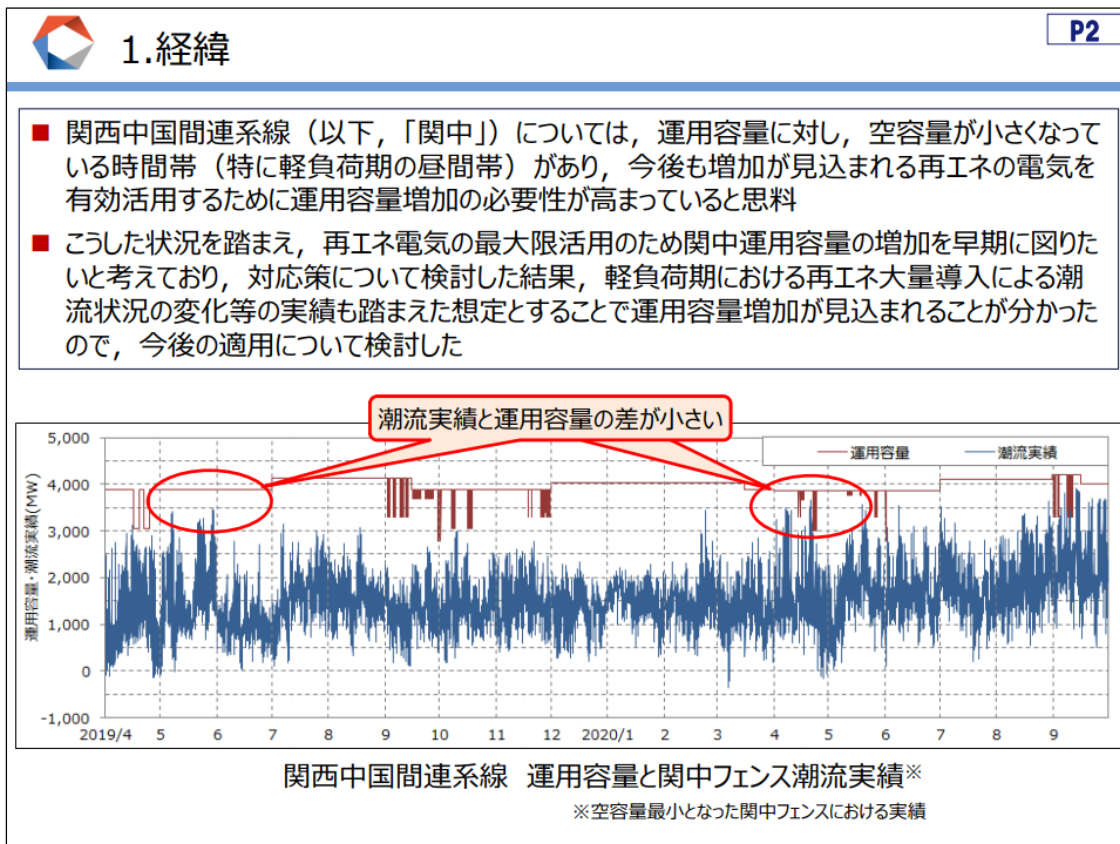 P2
1.経緯
■ 関西中国間連系線（以下，「関中」）については，運用容量に対し，空容量が小さくなって
いる時間帯（特に軽負荷期の昼間帯）があり，今後も増加が見込まれる再エネの電気を
有効活用するために運用容量増加の必要性が高まっていると思料
■ こうした状況を踏まえ，再エネ電気の最大限活用のため関中運用容量の増加を早期に図りた
いと考えており，対応策について検討した結果，軽負荷期における再エネ大量導入による潮
流状況の変化等の実績も踏まえた想定とすることで運用容量増加が見込まれることが分かった
ので，今後の適用について検討した
潮流実績と運用容量の差が小さい
運用容量 潮流実績
運用容量・潮流実績(MW)
5,000
4,000
3,000
2,000
1,000
0
-1,000
2019/4 5 6 7 8 9 10 11 12 2020/1 2 3 4 5 6 7 8 9
関西中国間連系線 運用容量と関中フェンス潮流実績※
※空容量最小となった関中フェンスにおける実績